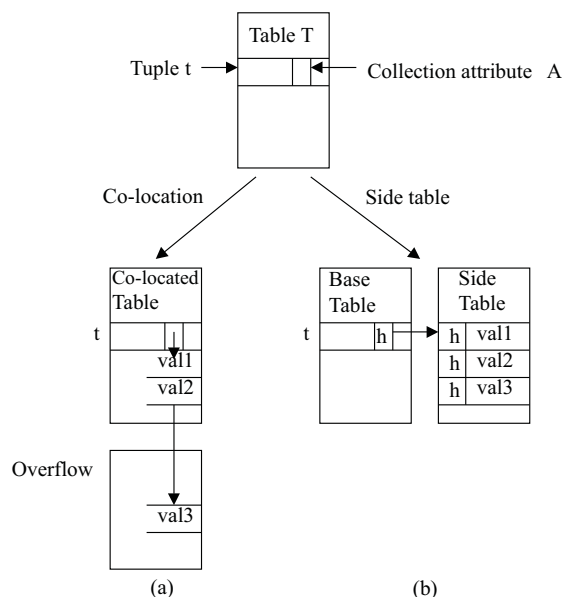 Table T
Tuple t
Collection attribute A
Co-location
Side table
Co-located
Table
t
val1
val2
Overflow
val3
(a)
Base
Table
t
h
Side
Table
h val1
h val2
h val3
(b)